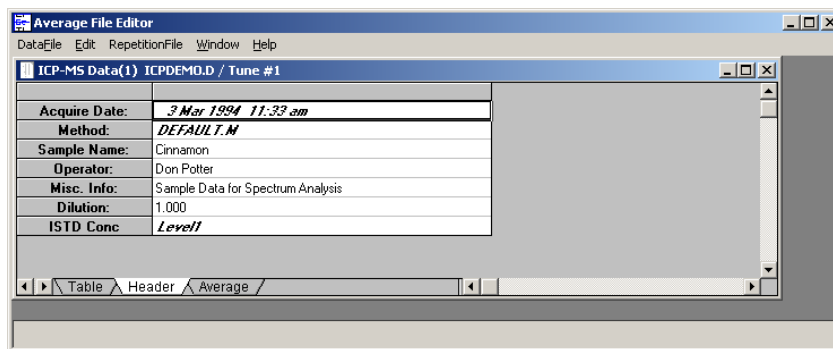 Average File Editor
DataFile Edit RepetitionFile Window Help
ICP-MS Data(1) ICPDEMO.D / Tune #1
Acquire Date: 3 Mar 1994 11:33 am
Method: DEFAULT.M
Sample Name: Cinnamon
Operator: Don Potter
Misc. Info: Sample Data for Spectrum Analysis
Dilution: 1.000
ISTD Conc Level1
Table Header Average